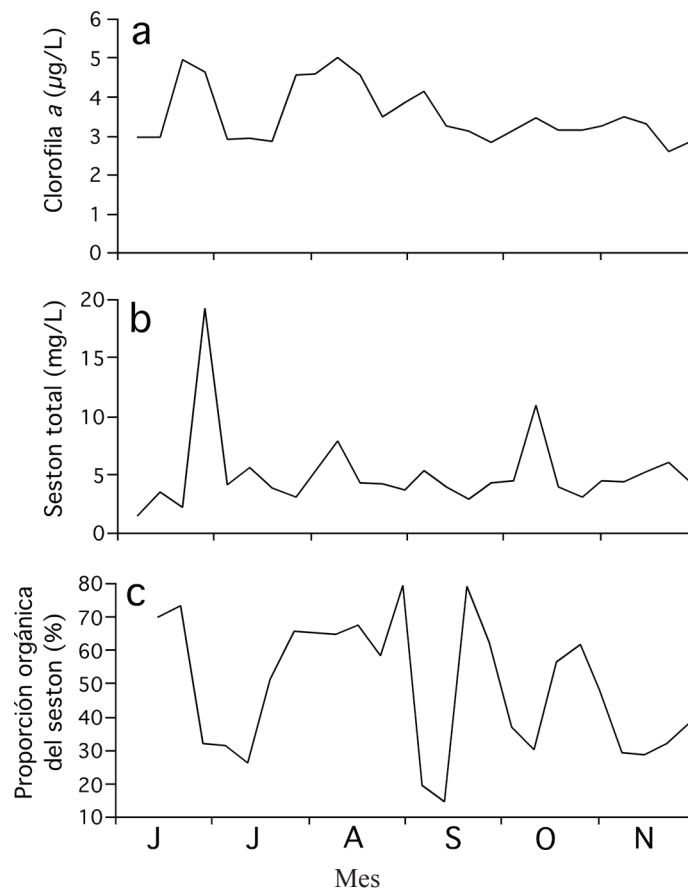 a
Clorofila a (µg/L)
6
5
4
3
2
1
0
b
Seston total (mg/L)
20
15
10
5
0
c
Proporción orgánica
del seston (%)
80
70
60
50
40
30
20
10
J J A S O N
Mes